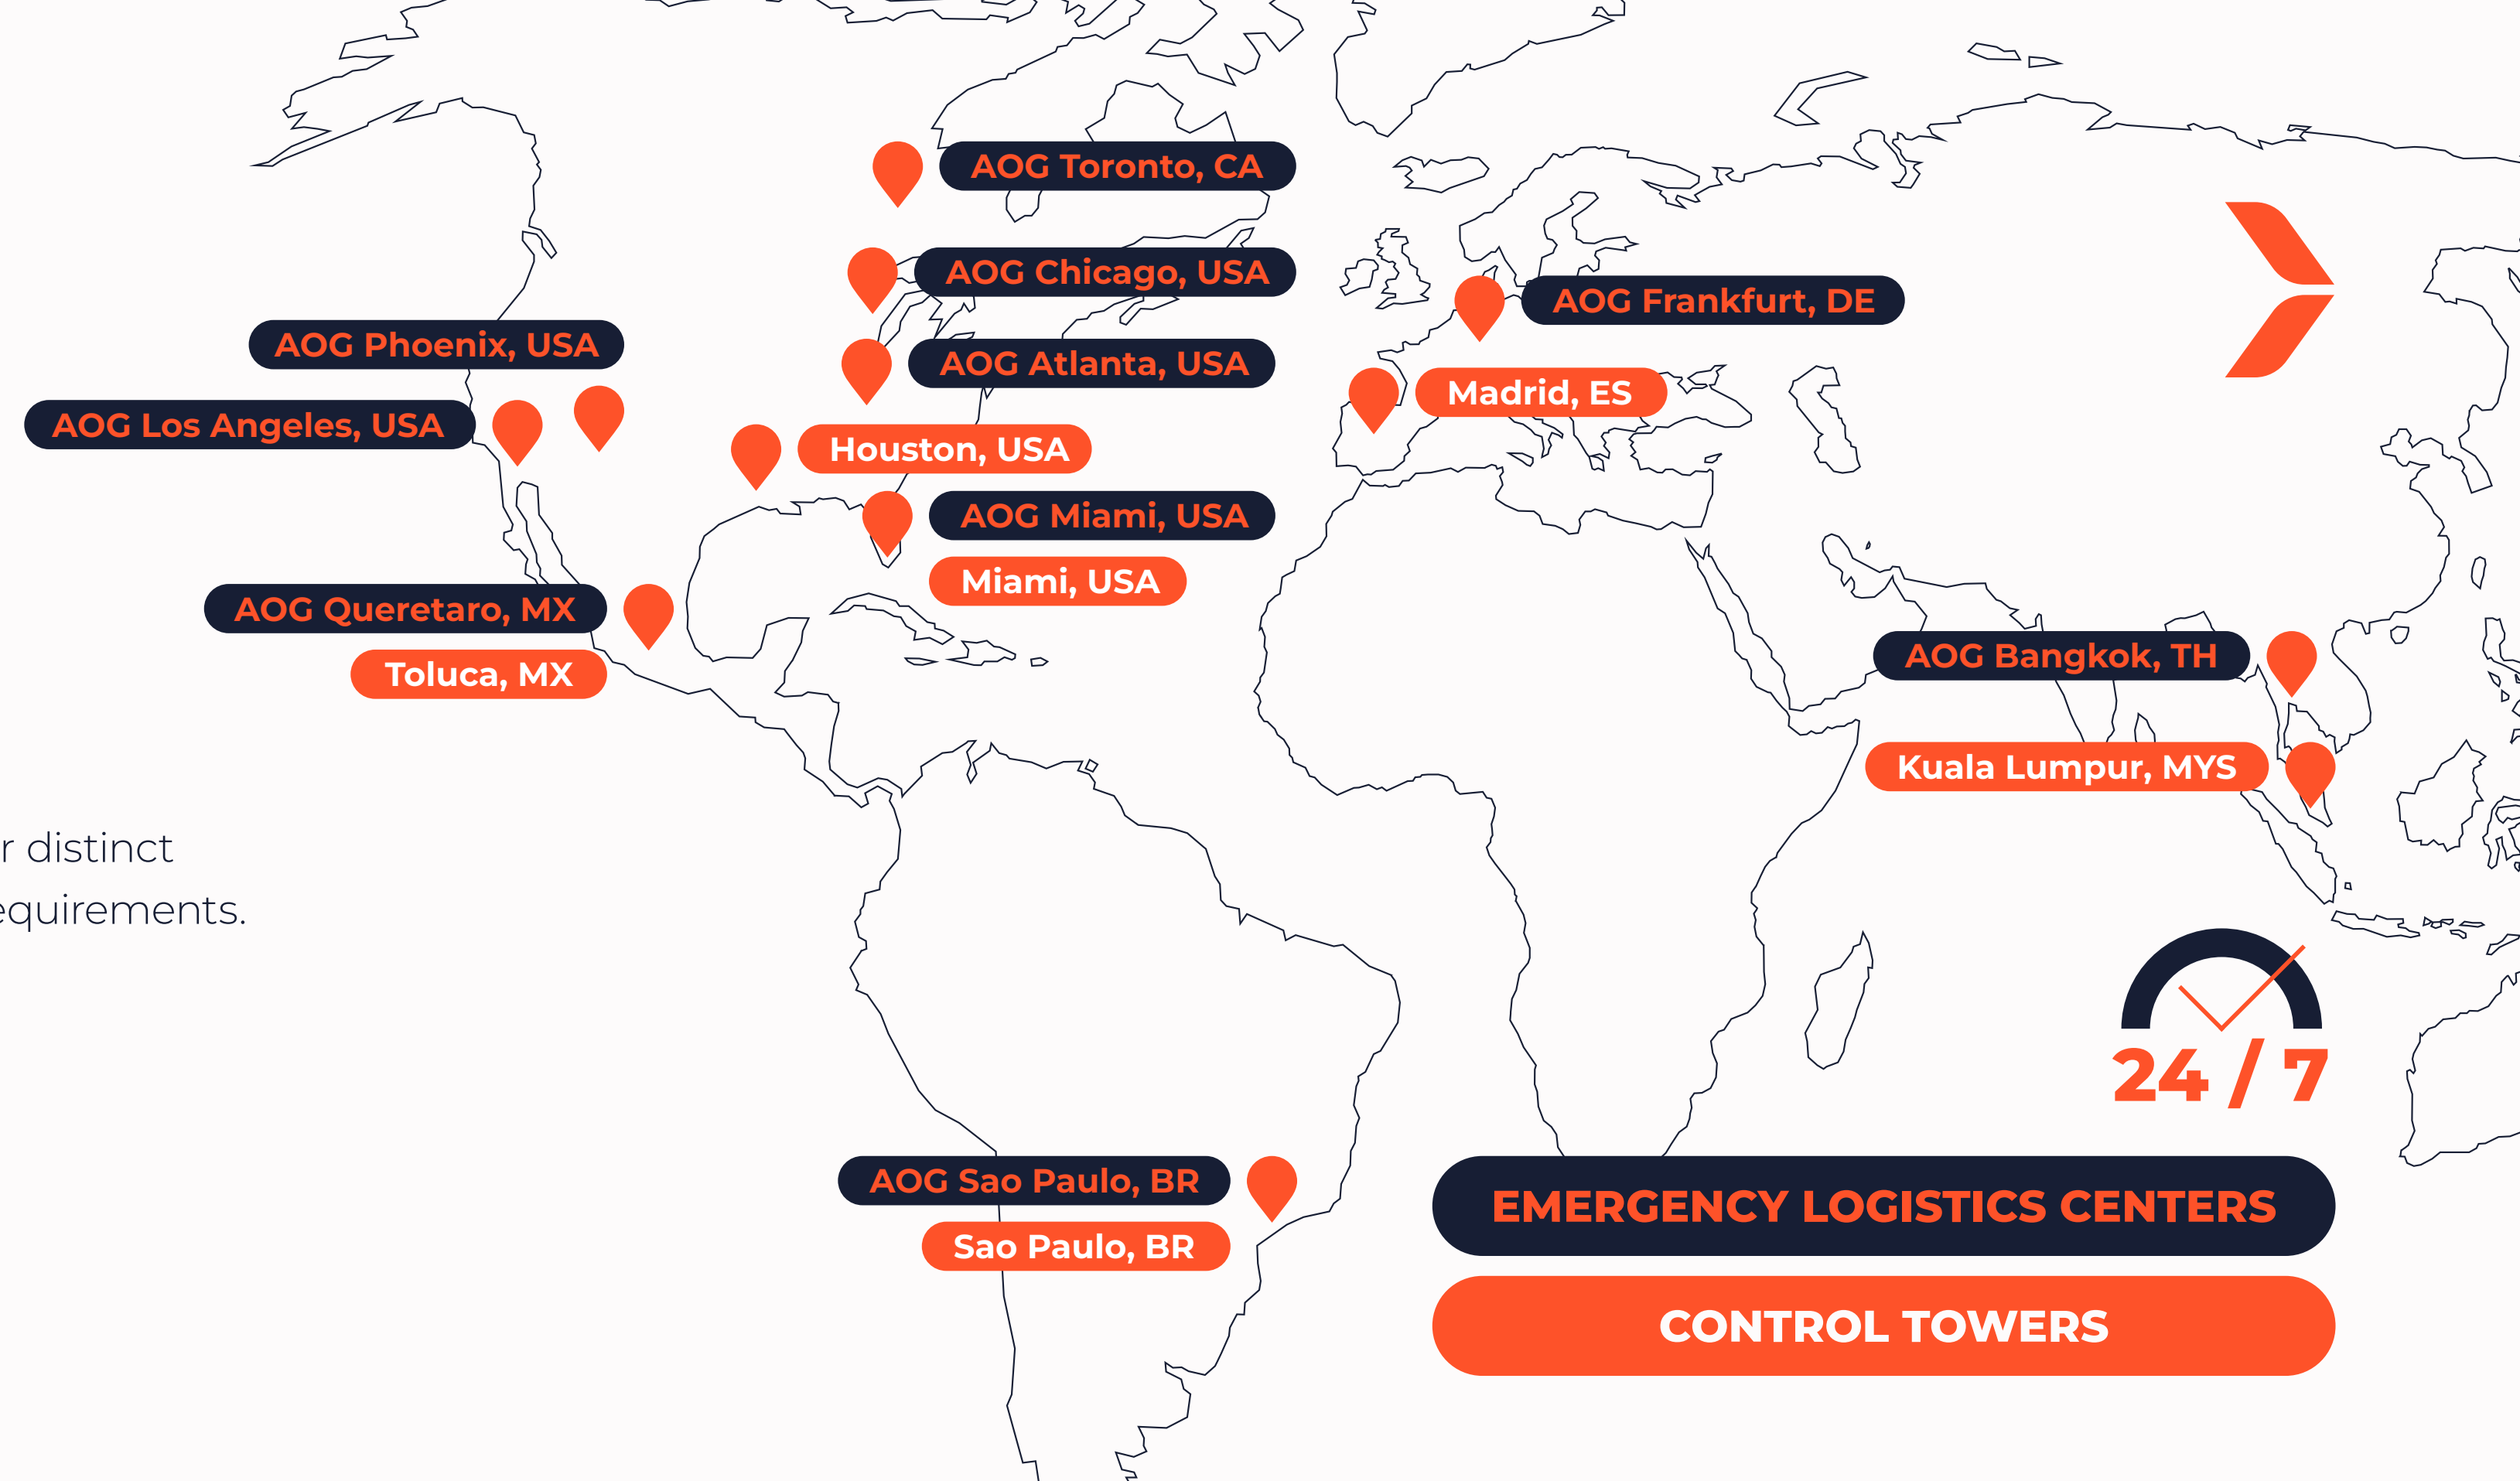 AOG Toronto, CA
AOG Chicago, USA
AOG Frankfurt, DE
AOG Phoenix, USA
AOG Atlanta, USA
Madrid, ES
AOG Los Angeles, USA
Houston, USA
AOG Miami, USA
Miami, USA
AOG Queretaro, MX
Toluca, MX
AOG Bangkok, TH
Kuala Lumpur, MYS
r distinct
equirements.
24 / 7
AOG Sao Paulo, BR
Sao Paulo, BR
EMERGENCY LOGISTICS CENTERS
CONTROL TOWERS